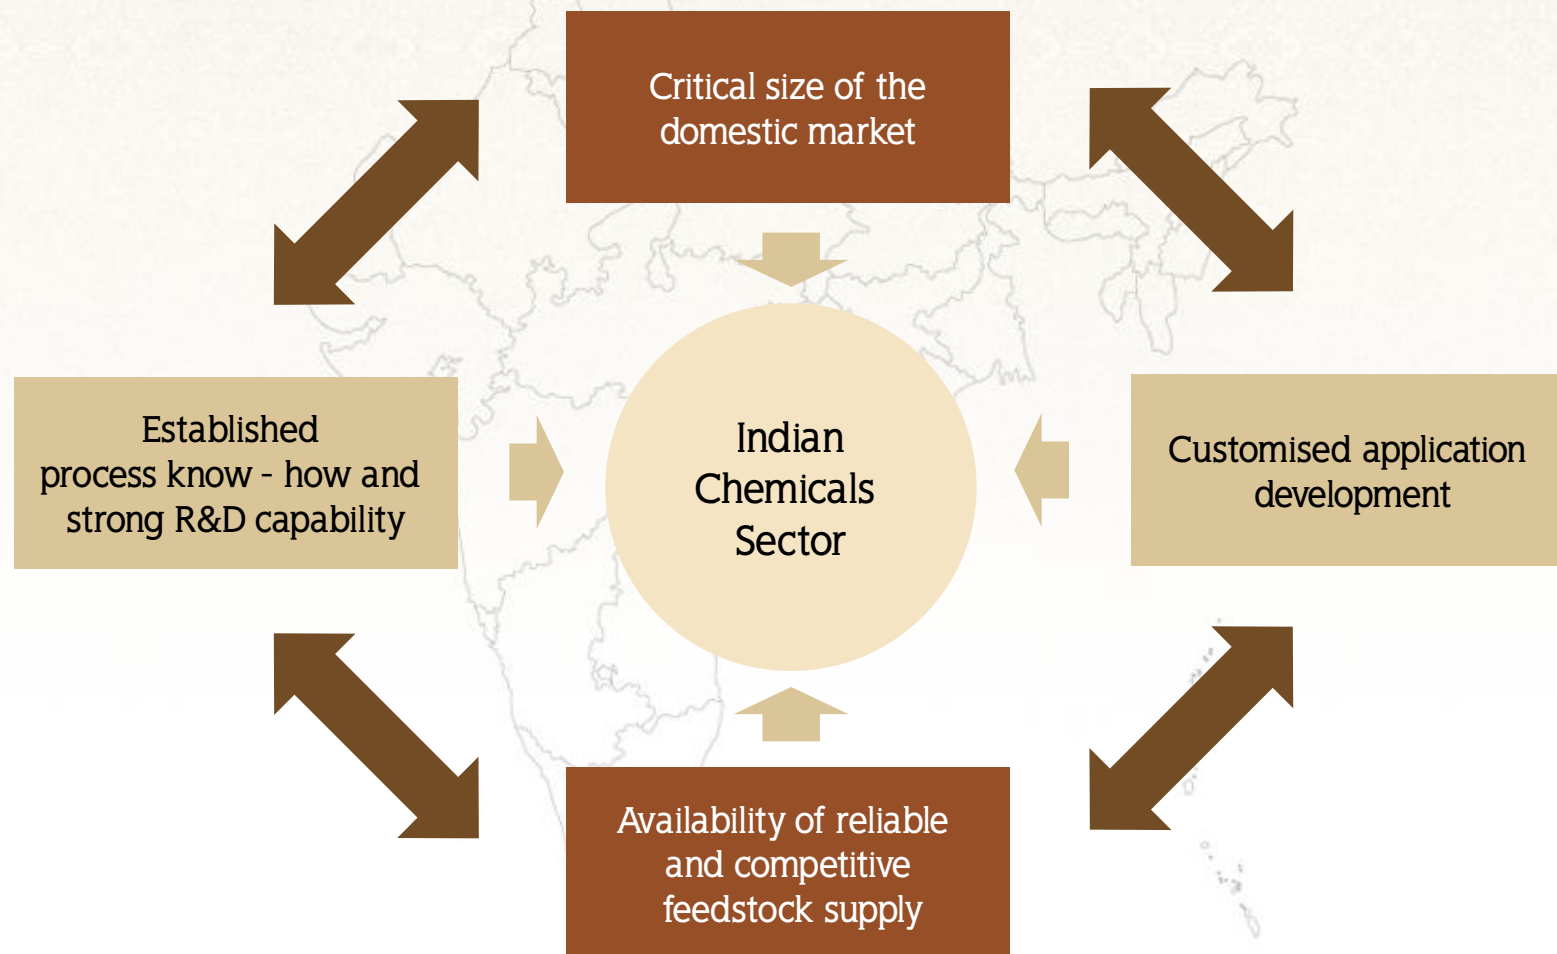 Critical size of the
domestic market
Established
process know - how and
strong R&D capability
Indian
Chemicals
Sector
Customised application
development
Availability of reliable
and competitive
feedstock supply